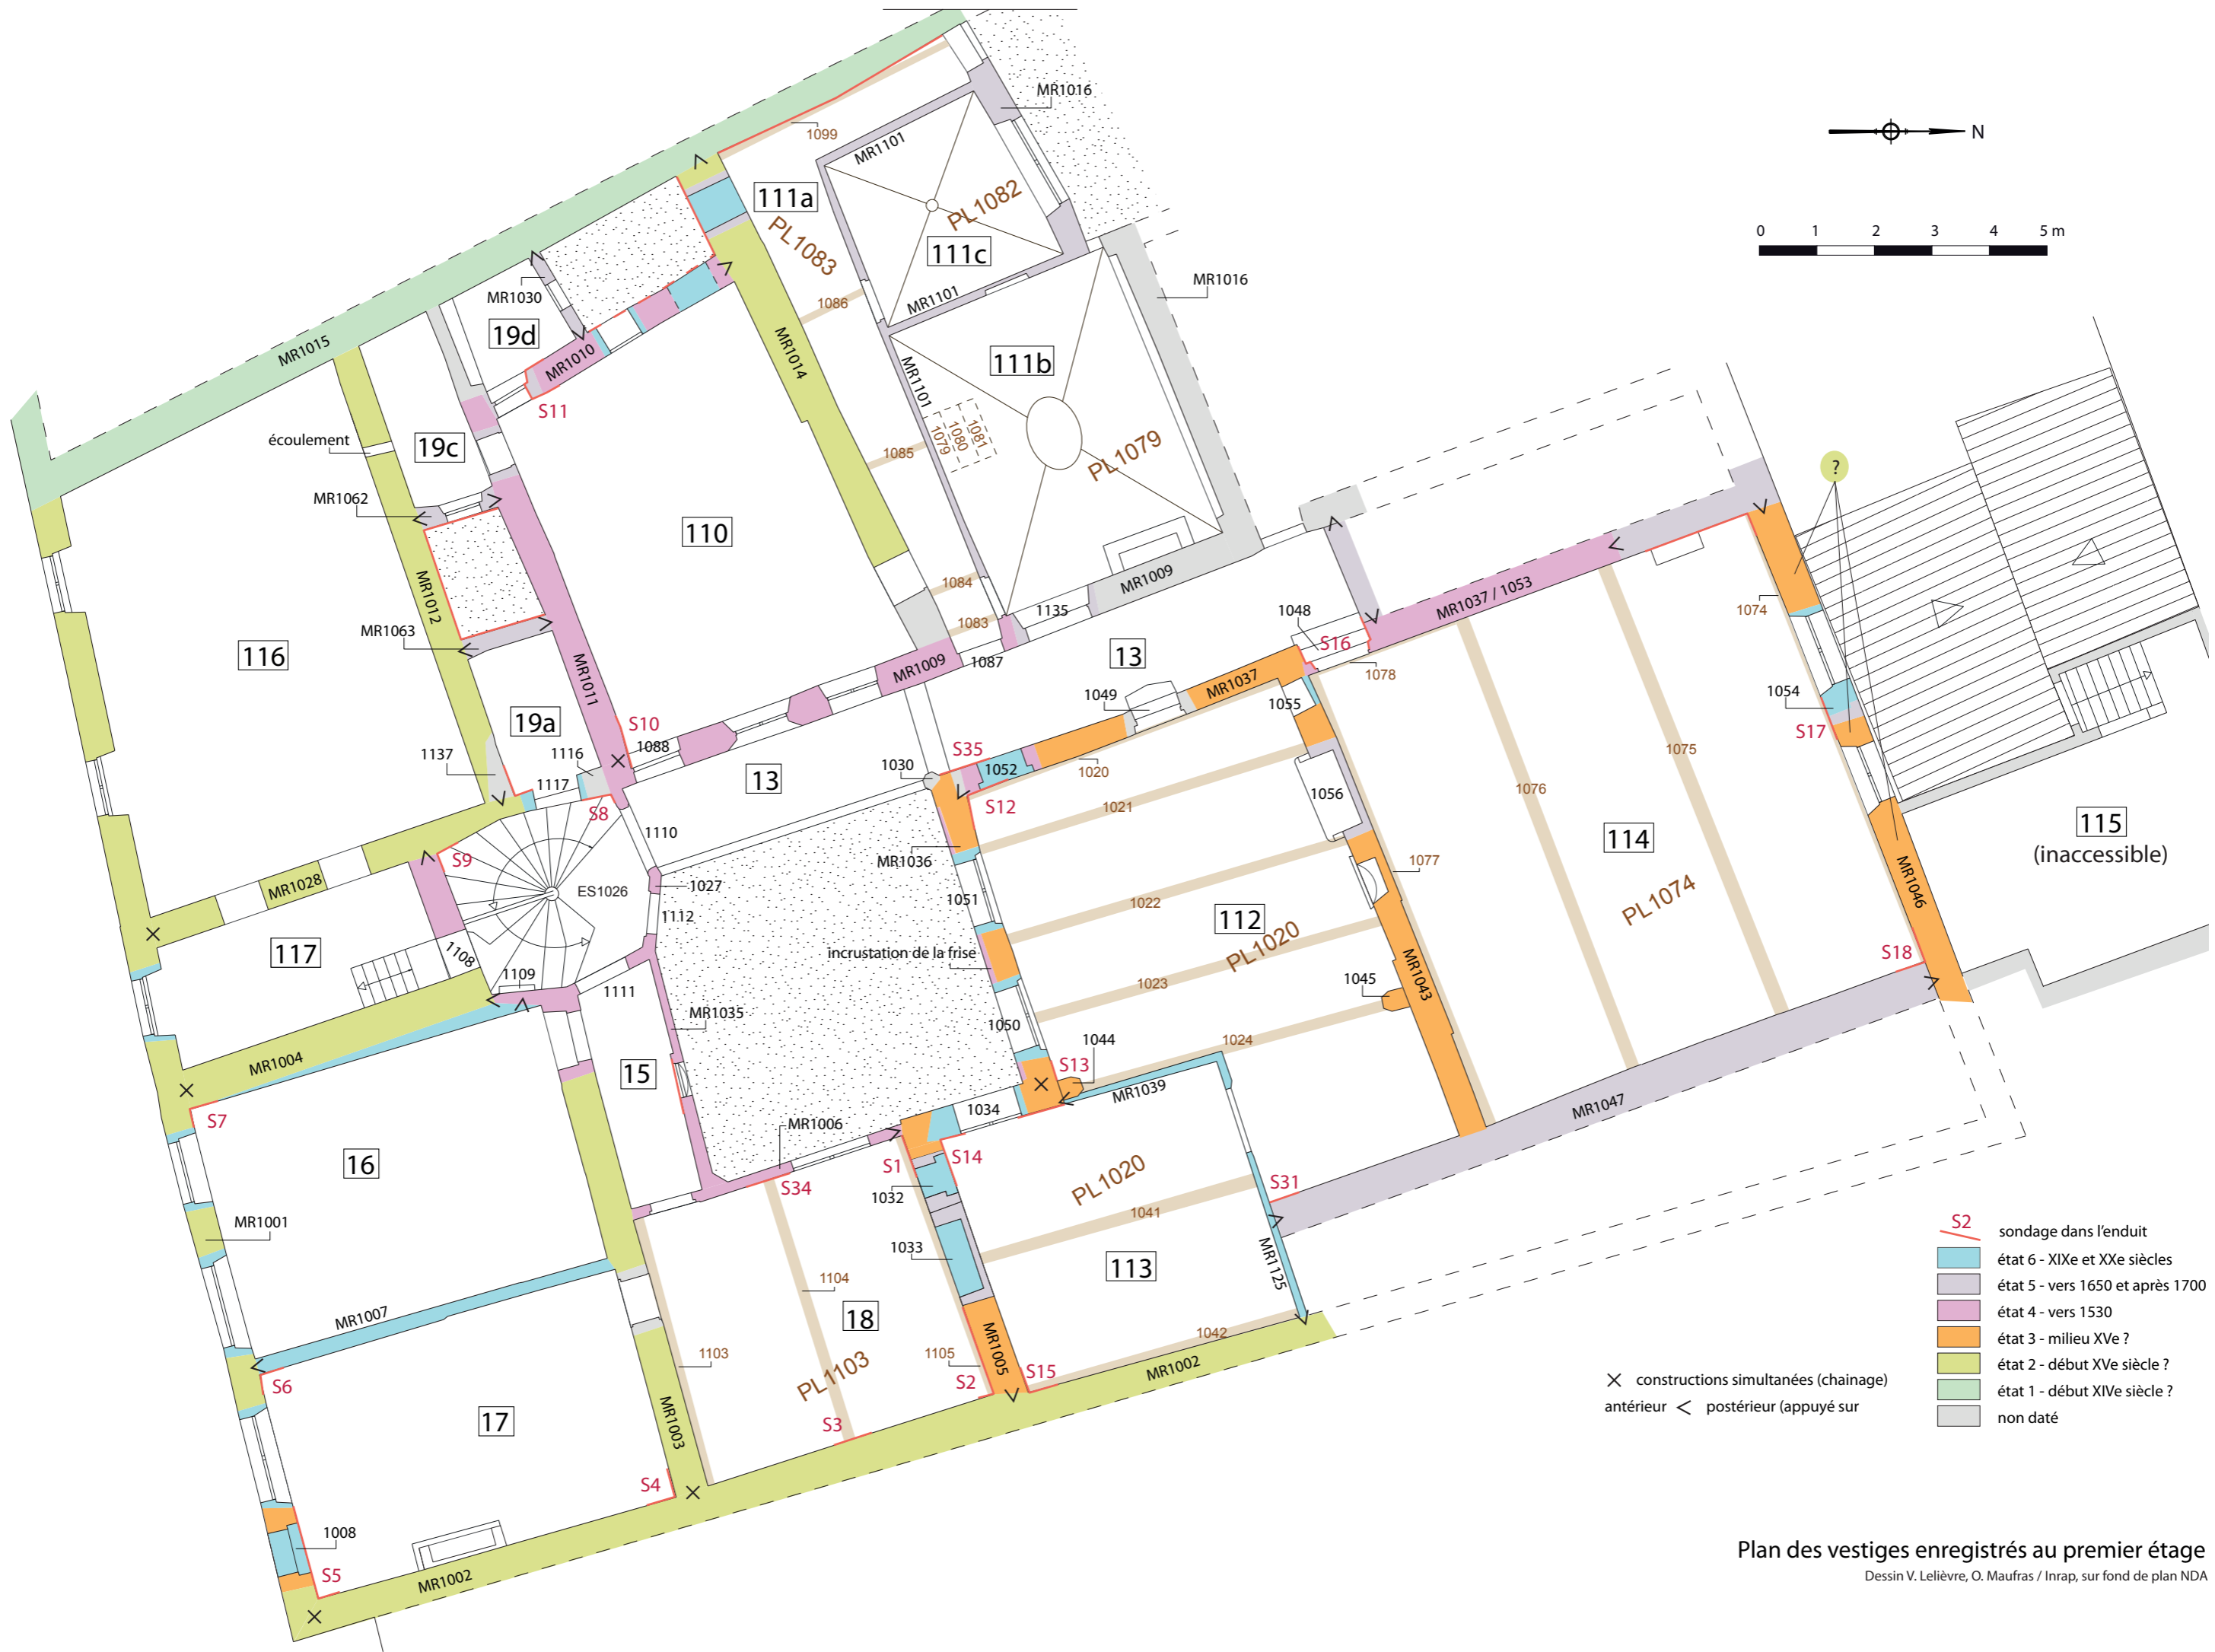 MR1016
1099
MR1101
N
111a
PL1082
0 1 2 3 4 5 m
PL1083
111c
MR1030
MR1101
MR1016
1086
19d
MR1015
MR1014
111b
MR1010
MR1101
S11
écoulement
19c
1079
1080
1081
1085
PL1079
?
MR1062
110
MR1012
1084
MR1009
1135
1048
MR1037 / 1053
1074
MR1063
1083
S16
116
MR1011
MR1009
1087
13
1078
1049
MR1037
1055
1054
19a
S10
1088
S17
1137
1116
1117
1030
S35
1052
1020
S12
13
1075
1076
S8
1021
1056
1110
114
115
(inaccessible)
S9
MR1036
1077
MR1028
ES1026
1027
1051
1022
112
PL1074
MR1046
1112
117
1108
incrustation de la frise
PL1020
S18
1109
1111
1023
1045
MR1043
MR1035
1050
1044
1024
MR1004
15
S13
MR1039
1034
MR1047
S7
MR1006
16
S1
S14
PL1020
S34
1032
S31
1041
MR1001
1033
MR1125
113
1104
MR1007
18
1042
1103
PL1103
1105
MR1005
S15
MR1002
S2
S6
17
MR1003
S3
S4
1008
S5
MR1002
S2 sondage dans l'enduit
état 6 - XIXe et XXe siècles
état 5 - vers 1650 et après 1700
état 4 - vers 1530
état 3 - milieu XVe ?
état 2 - début XVe siècle ?
état 1 - début XIVe siècle ?
non daté
× constructions simultanées (chainage)
antérieur < postérieur (appuyé sur
Plan des vestiges enregistrés au premier étage
Dessin V. Lelièvre, O. Maufras / Inrap, sur fond de plan NDA